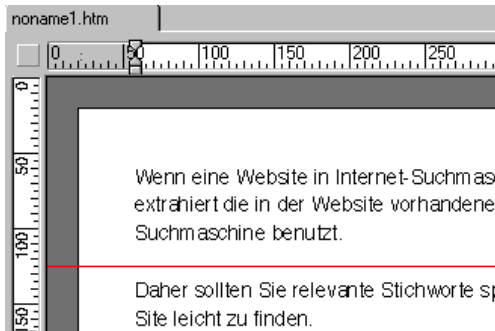 noname1.htm
0 50 100 150 200 250
0
50
100
150
Wenn eine Website in Internet-Suchmas
extrahiert die in der Website vorhandene
Suchmaschine benutzt.
Daher sollten Sie relevante Stichworte sp
Site leicht zu finden.